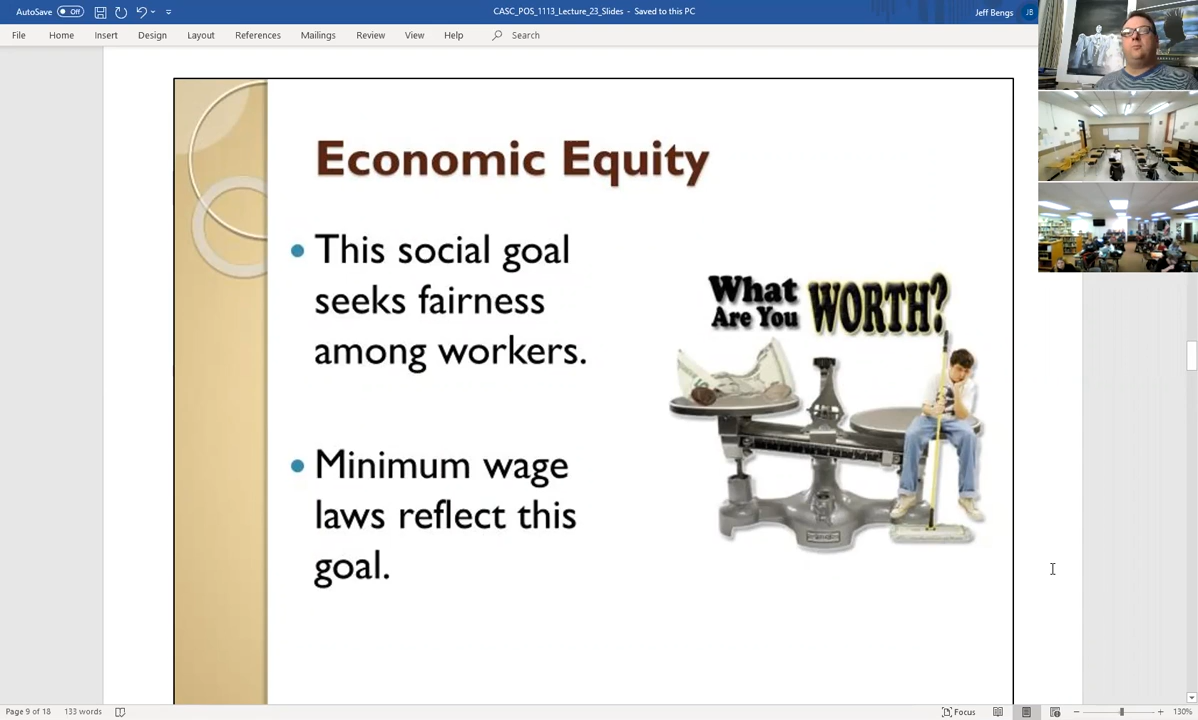 AutoSave Off CASC_POS_1113_Lecture_23_Slides - Saved to this PC Jeff Bengs JB
File Home Insert Design Layout References Mailings Review View Help Search
Economic Equity
This social goal
seeks fairness
among workers.
What
Are You
WORTH?
Minimum wage
laws reflect this
goal.
Page 9 of 18 133 words Focus 130%